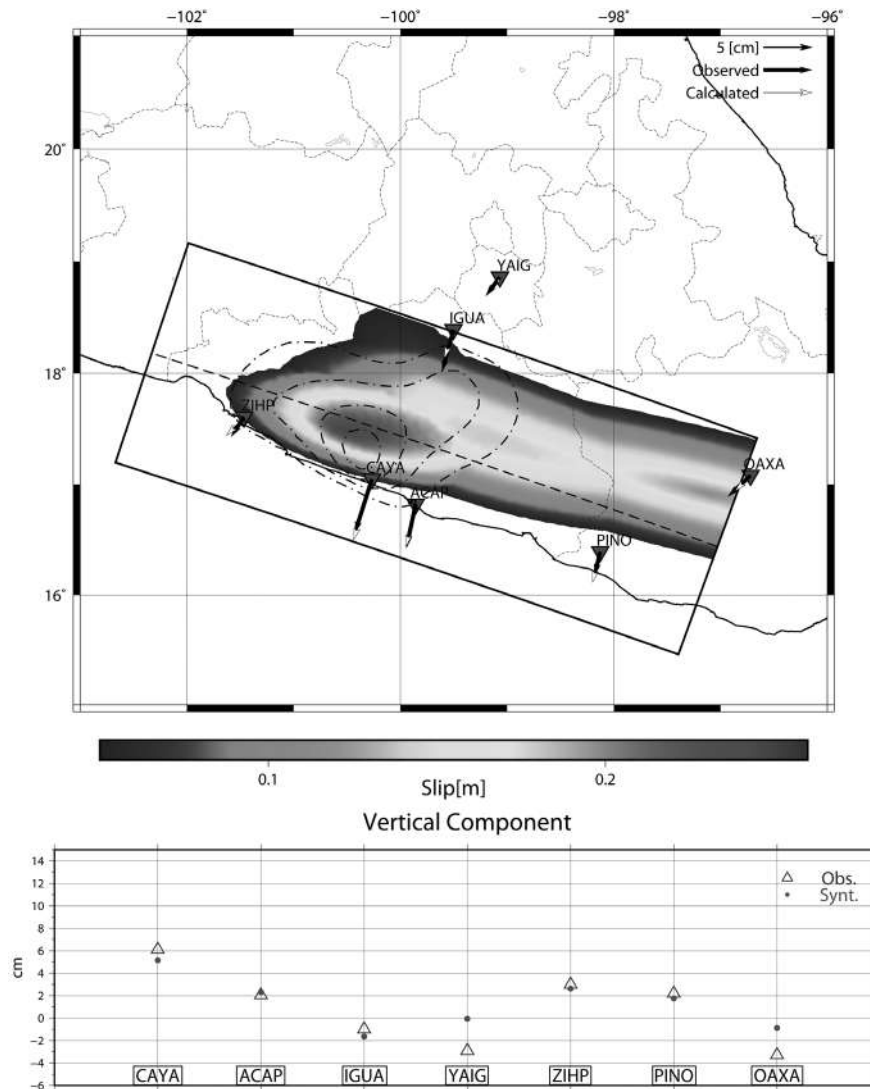 −102° −100° −98° −96°
5 [cm]
Observed
Calculated
20°
YAIG
IGUA
18°
ZIHP
CAYA
OAXA
ACAP
PINO
16°
0.1 0.2
Slip[m]
Vertical Component
14
12
10
8
6
4
2
0
−2
−4
−6
cm
Obs.
Synt.
CAYA ACAP IGUA YAIG ZIHP PINO OAXA